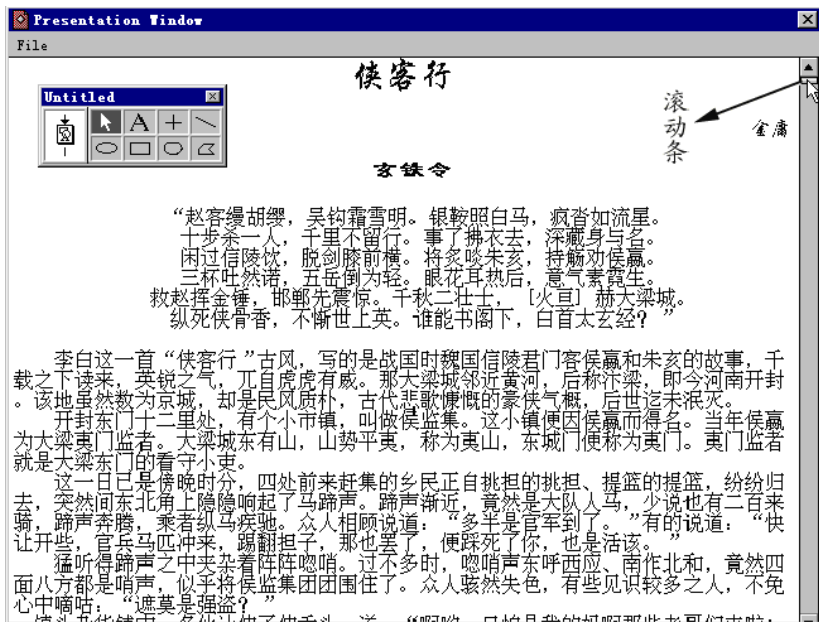 Presentation Window
File
侠客行
Untitled
A
滚动条
金庸
玄铁令
“赵客缦胡缨，吴钩霜雪明。银鞍照白马，疯沓如流星。
十步杀一人，千里不留行。事了拂衣去，深藏身与名。
闲过信陵饮，脱剑膝前横。将炙啖朱亥，持觞劝侯嬴。
三杯吐然诺，五岳倒为轻。眼花耳热后，意气素霓生。
救赵挥金锤，邯郸先震惊。千秋二壮士，［火亘］赫大梁城。
纵死侠骨香，不惭世上英。谁能书阁下，白首太玄经？”
李白这一首“侠客行”古风，写的是战国时魏国信陵君门客侯嬴和朱亥的故事，千
载之下读来，英锐之气，兀自虎虎有威。那大梁城邻近黄河，后称汴梁，即今河南开封
。该地虽然数为京城，却是民风质朴，古代悲歌慷慨的豪侠气概，后世迄未泯灭。
开封东门十二里处，有个小市镇，叫做侯监集。这小镇便因侯嬴而得名。当年侯嬴
为大梁夷门监者。大梁城东有山，山势平夷，称为夷山，东城门便称为夷门。夷门监者
就是大梁东门的看守小吏。
这一日已是傍晚时分，四处前来赶集的乡民正自挑担的挑担、提篮的提篮，纷纷归
去，突然间东北角上隐隐响起了马蹄声。蹄声渐近，竟然是大队人马，少说也有二百来
骑，蹄声奔腾，乘者纵马疾驰。众人相顾说道：“多半是官军到了。”有的说道：“快
让开些，官兵马匹冲来，踢翻担子，那也罢了，便踩死了你，也是活该。”
猛听得蹄声之中夹杂着阵阵唿哨。过不多时，唿哨声东呼西应、南作北和，竟然四
面八方都是哨声，似乎将侯监集团团围住了。众人骇然失色，有些见识较多之人，不免
心中嘀咕：“遮莫是强盗？”